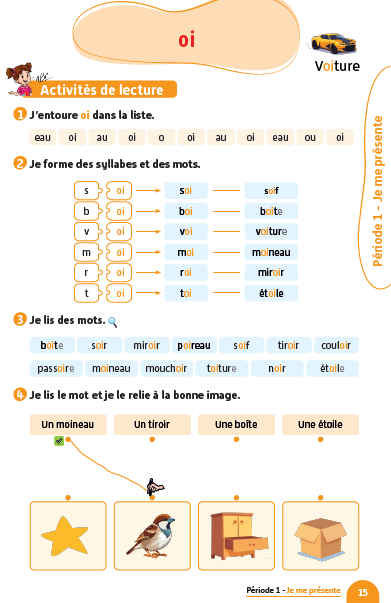 oi
Voiture
Activités de lecture
1 J'entoure oi dans la liste.
eau oi au oi o oi au oi eau ou oi
2 Je forme des syllabes et des mots.
s oi soi soif
b oi boi boîte
v oi voi voiture
m oi moi moineau
r oi roi miroir
t oi toi étoile
3 Je lis des mots.
boîte soir miroir poireau soif tiroir couloir
passoire moineau mouchoir toiture noir étoile
4 Je lis le mot et je le relie à la bonne image.
Un moineau Un tiroir Une boîte Une étoile
Période 1 - Je me présente
Période 1 - Je me présente
15